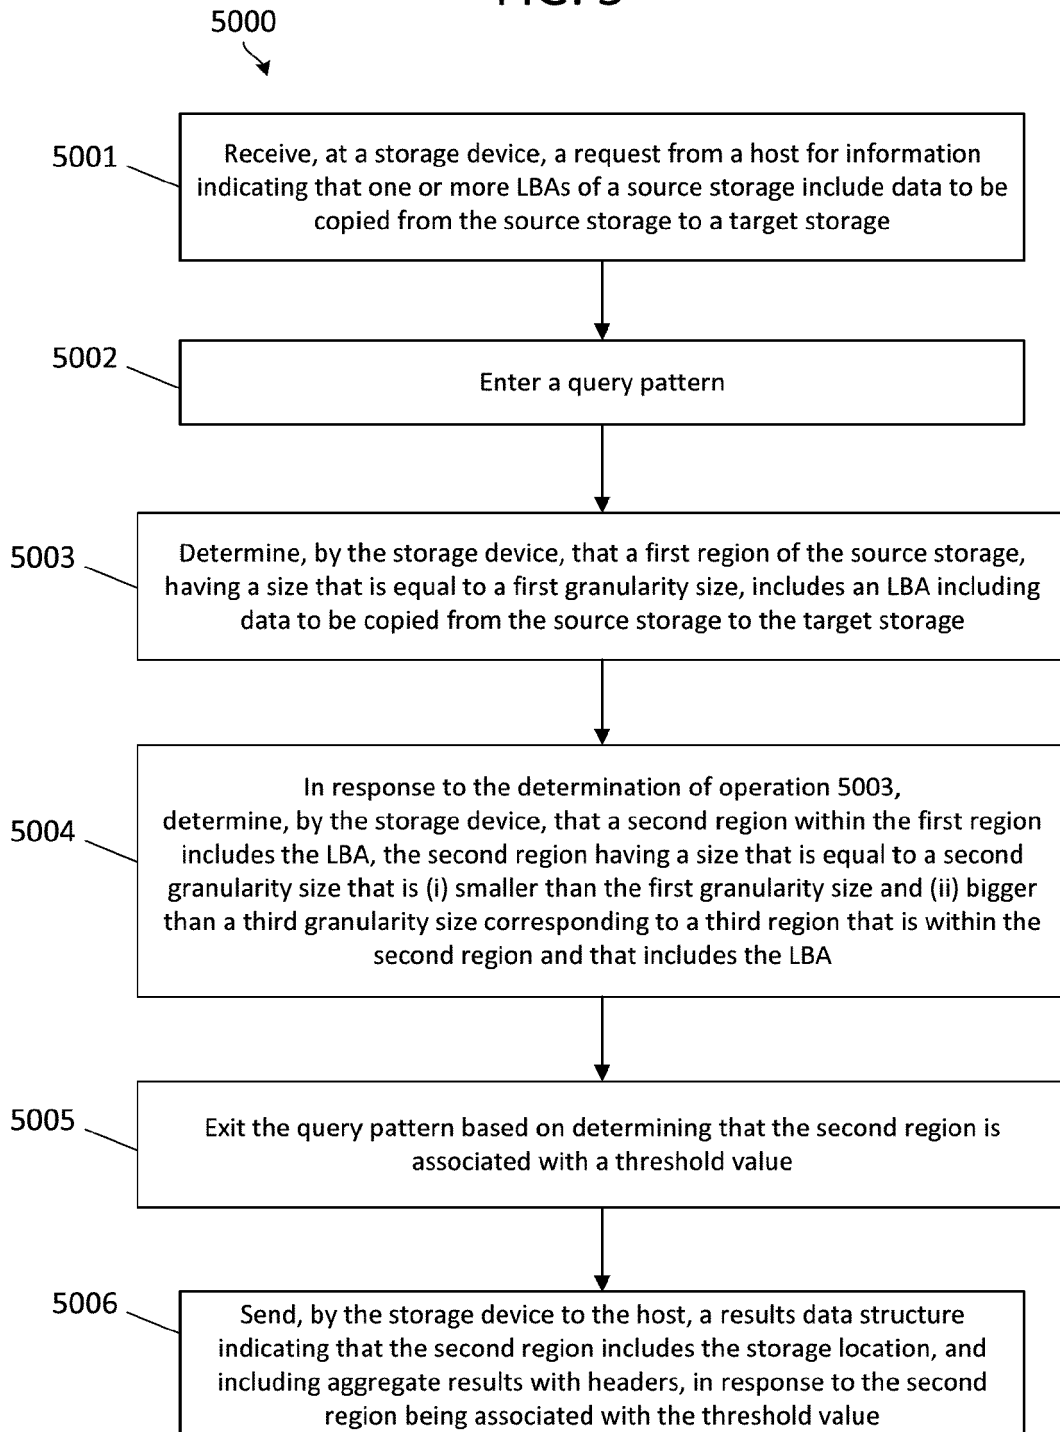 5000
5001
Receive, at a storage device, a request from a host for information
indicating that one or more LBAs of a source storage include data to be
copied from the source storage to a target storage
5002
Enter a query pattern
5003
Determine, by the storage device, that a first region of the source storage,
having a size that is equal to a first granularity size, includes an LBA including
data to be copied from the source storage to the target storage
5004
In response to the determination of operation 5003,
determine, by the storage device, that a second region within the first region
includes the LBA, the second region having a size that is equal to a second
granularity size that is (i) smaller than the first granularity size and (ii) bigger
than a third granularity size corresponding to a third region that is within the
second region and that includes the LBA
5005
Exit the query pattern based on determining that the second region is
associated with a threshold value
5006
Send, by the storage device to the host, a results data structure
indicating that the second region includes the storage location, and
including aggregate results with headers, in response to the second
region being associated with the threshold value